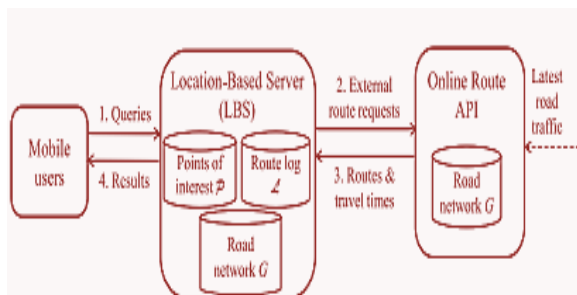 Mobile
users
1. Queries
4. Results
Location-Based Server
(LBS)
Points of
interest 𝒫
Route log
ℒ
Road
network G
2. External
route requests
3. Routes &
travel times
Online Route
API
Road
network G
Latest
road
traffic